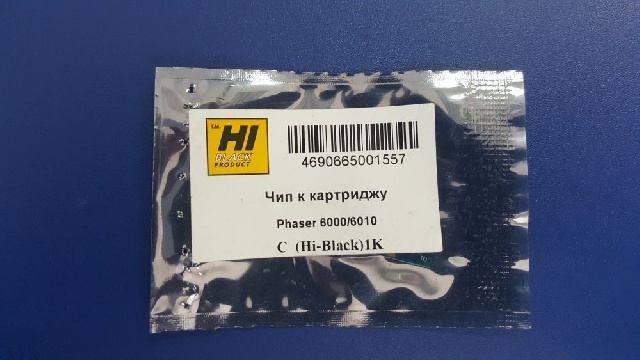 T.M.
HI
BLACK
PRODUCT
4690665001557
Чип к картриджу
Phaser 6000/6010
C (Hi-Black)1K